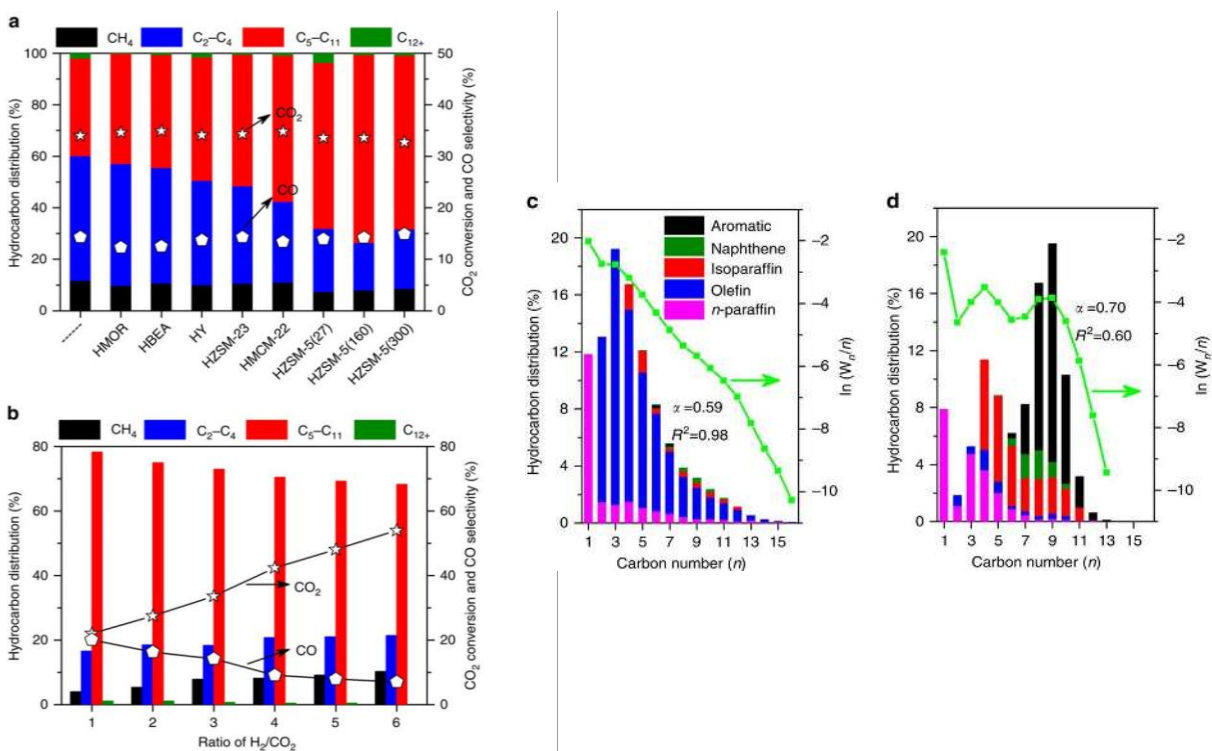 a
CH4 C2–C4 C5–C11 C12+
Hydrocarbon distribution (%)
100
80
60
40
20
0
50
40
30
20
10
0
CO2 conversion and CO selectivity (%)
CO2
CO
------
HMOR
HBEA
HY
HZSM-23
HMCM-22
HZSM-5(27)
HZSM-5(160)
HZSM-5(300)
b
CH4 C2–C4 C5–C11 C12+
Hydrocarbon distribution (%)
80
60
40
20
0
80
60
40
20
0
CO2 conversion and CO selectivity (%)
CO2
CO
1 2 3 4 5 6
Ratio of H2/CO2
c
Aromatic
Naphthene
Isoparaffin
Olefin
n-paraffin
Hydrocarbon distribution (%)
20
16
12
8
4
0
−2
−4
−6
−8
−10
ln (Wn/n)
α=0.59
R2=0.98
1 3 5 7 9 11 13 15
Carbon number (n)
d
Hydrocarbon distribution (%)
20
16
12
8
4
0
−2
−4
−6
−8
−10
ln (Wn/n)
α=0.70
R2=0.60
1 3 5 7 9 11 13 15
Carbon number (n)